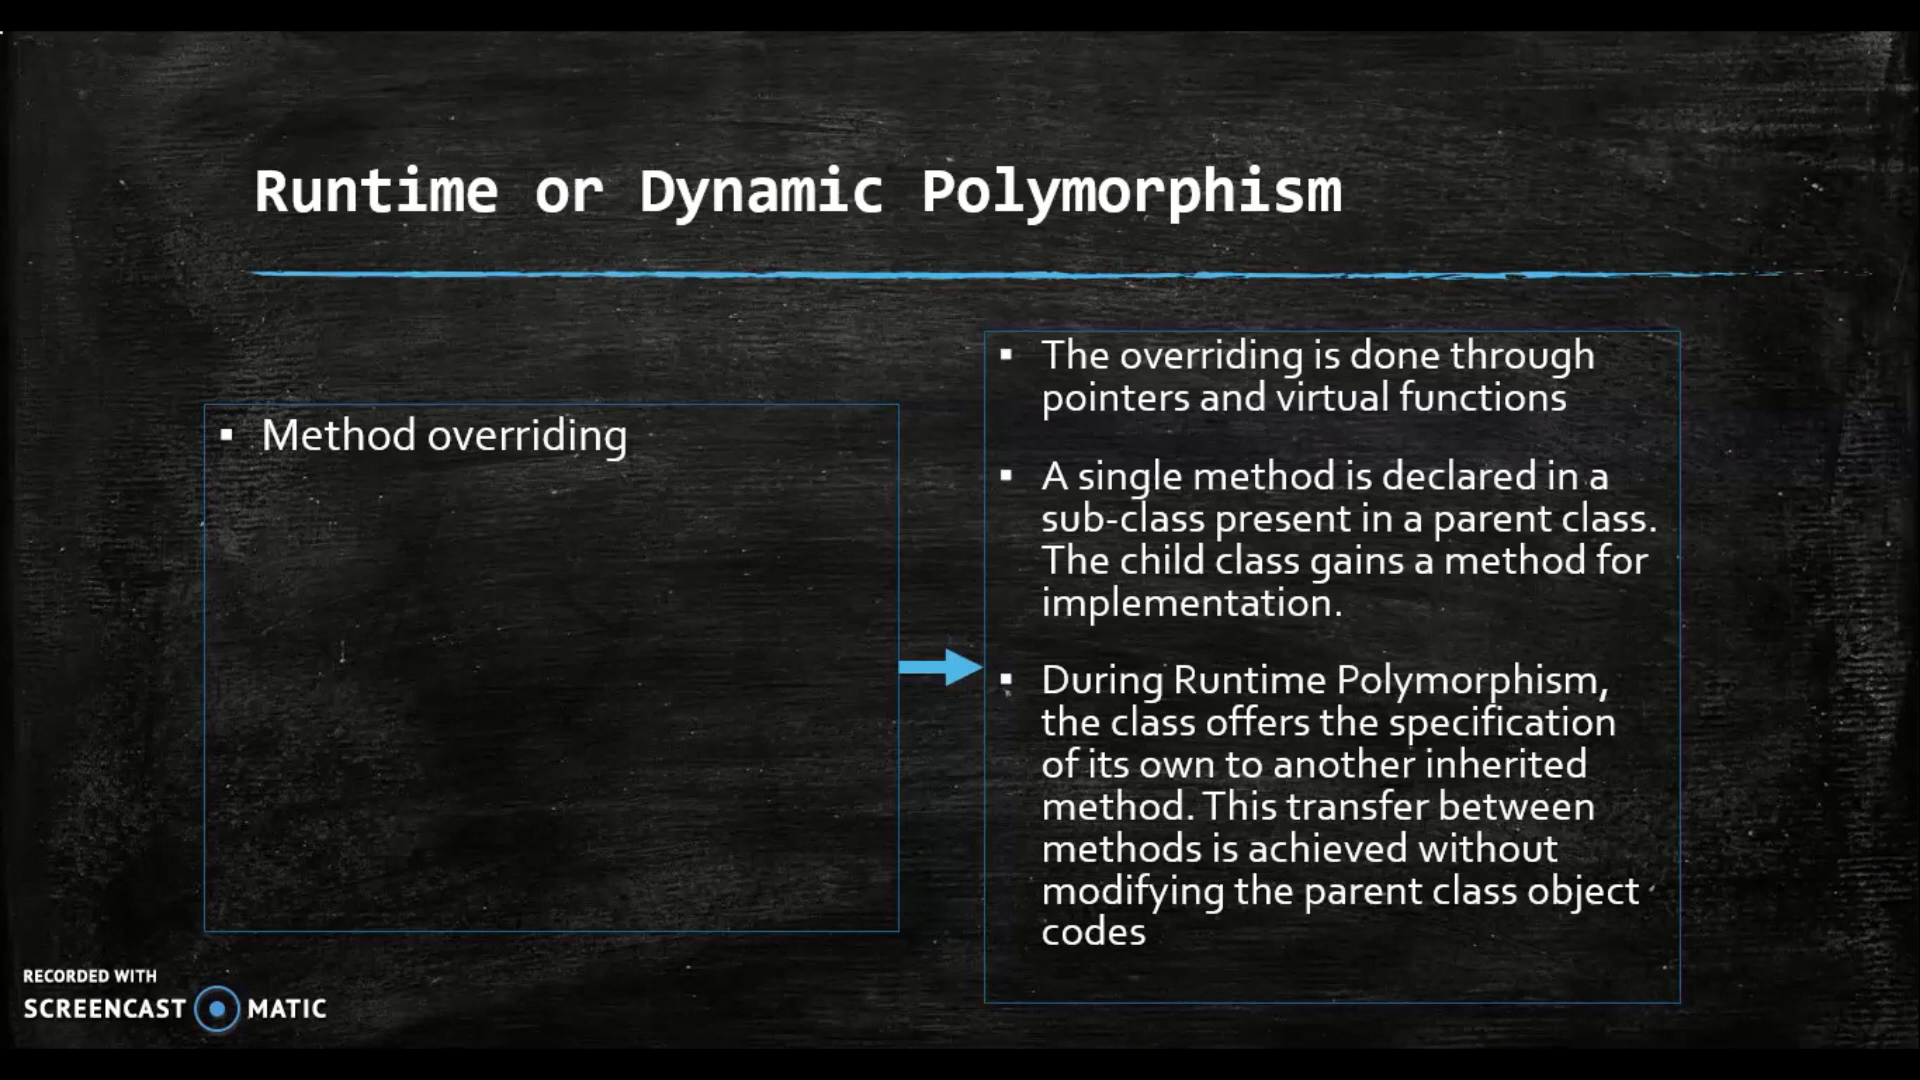 Runtime or Dynamic Polymorphism
▪ Method overriding
▪ The overriding is done through
pointers and virtual functions
▪ A single method is declared in a
sub-class present in a parent class.
The child class gains a method for
implementation.
▪ During Runtime Polymorphism,
the class offers the specification
of its own to another inherited
method. This transfer between
methods is achieved without
modifying the parent class object
codes
RECORDED WITH
SCREENCAST MATIC